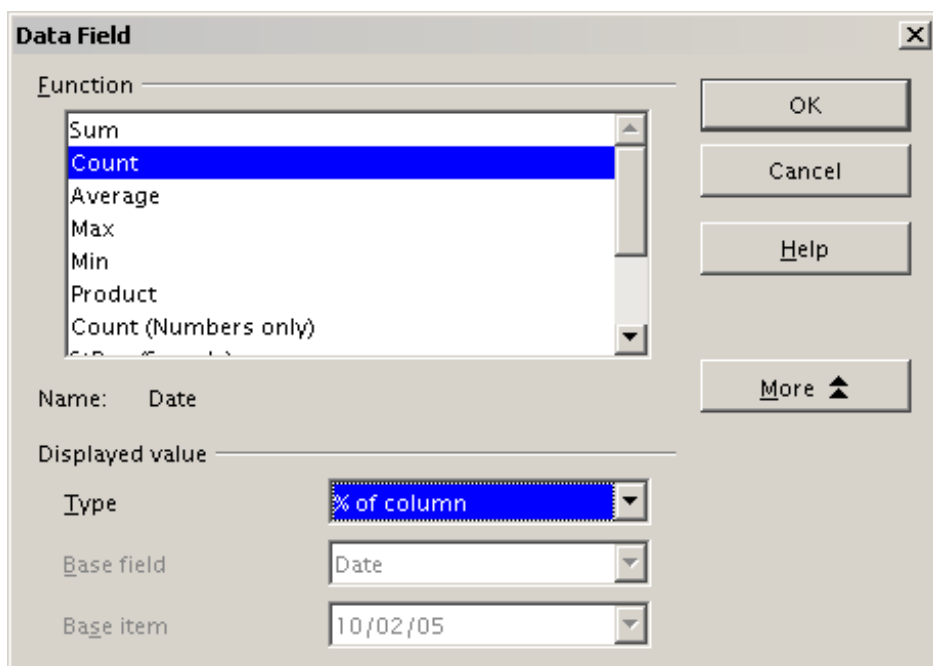 Data Field
Function
Sum
Count
Average
Max
Min
Product
Count (Numbers only)
OK
Cancel
Help
More
Name: Date
Displayed value
Type % of column
Base field Date
Base item 10/02/05